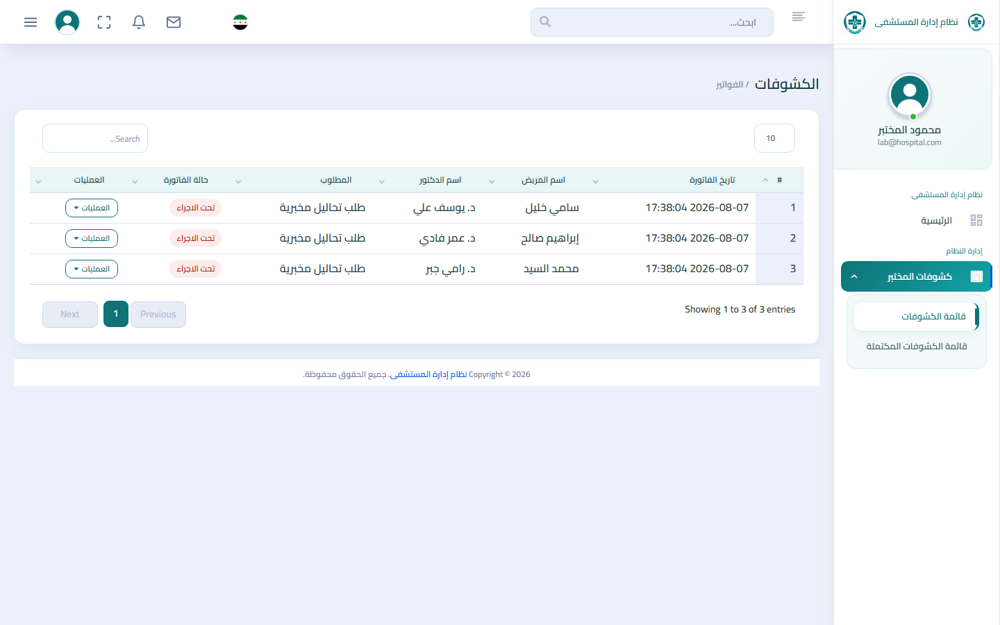 نظام إدارة المستشفى
ابحث...
محمود المختبر
lab@hospital.com
نظام إدارة المستشفى
الرئيسية
إدارة النظام
كشوفات المختبر
قائمة الكشوفات
قائمة الكشوفات المكتملة
الكشوفات / الفواتير
10
Search...
# تاريخ الفاتورة اسم المريض اسم الدكتور المطلوب حالة الفاتورة العمليات
1 2026-08-07 17:38:04 سامي خليل د. يوسف علي طلب تحاليل مخبرية تحت الاجراء العمليات
2 2026-08-07 17:38:04 إبراهيم صالح د. عمر فادي طلب تحاليل مخبرية تحت الاجراء العمليات
3 2026-08-07 17:38:04 محمد السيد د. رامي جبر طلب تحاليل مخبرية تحت الاجراء العمليات
Showing 1 to 3 of 3 entries
Previous 1 Next
Copyright © 2026 نظام إدارة المستشفى. جميع الحقوق محفوظة.